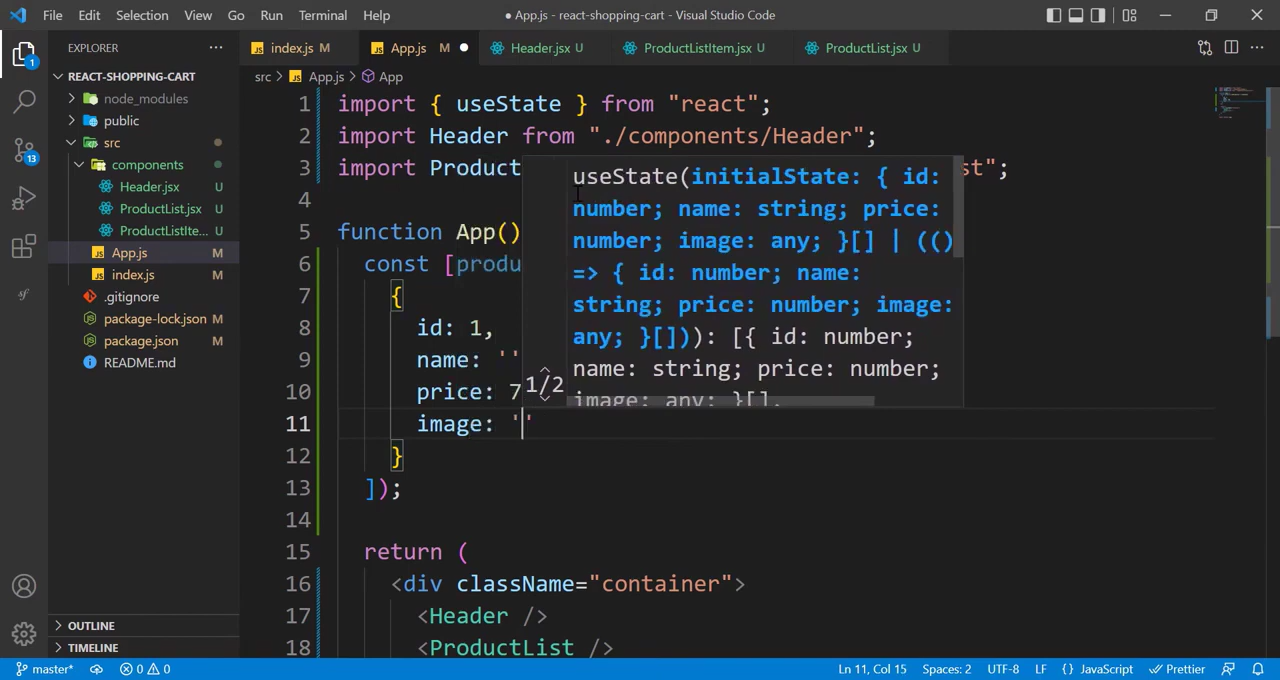 File Edit Selection View Go Run Terminal Help
● App.js - react-shopping-cart - Visual Studio Code
EXPLORER
index.js M App.js M Header.jsx U ProductListItem.jsx U ProductList.jsx U
REACT-SHOPPING-CART
node_modules
public
src
components
Header.jsx U
ProductList.jsx U
ProductListIte... U
App.js M
index.js M
.gitignore
package-lock.json M
package.json M
README.md
OUTLINE
TIMELINE
1
13
src > App.js > App
1 import { useState } from "react";
2 import Header from "./components/Header";
3 import Produc st";
4
5 function App()
6 const [produ
7 {
8 id: 1,
9 name: ''
10 price: 7
11 image: ''
12 }
13 ]);
14
15 return (
16 <div className="container">
17 <Header />
18 <ProductList />
useState(initialState: { id:
number; name: string; price:
number; image: any; }[] | (()
=> { id: number; name:
string; price: number; image:
any; }[])): [{ id: number;
name: string; price: number;
image: any; }[],
1/2
master* 0 0 Ln 11, Col 15 Spaces: 2 UTF-8 LF {} JavaScript Prettier